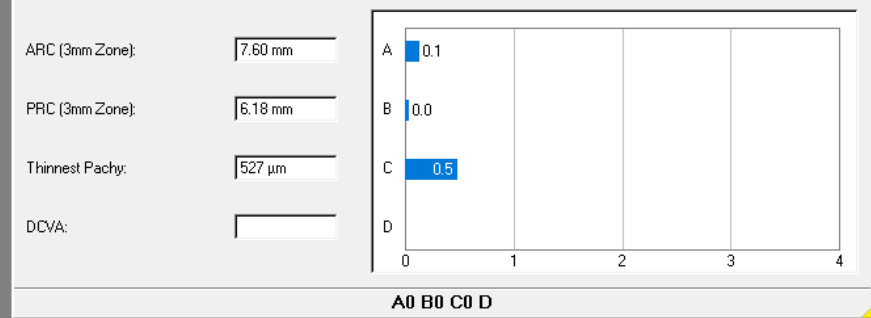 ARC (3mm Zone): 7.60 mm A 0.1
PRC (3mm Zone): 6.18 mm B 0.0
Thinnest Pachy: 527 µm C 0.5
DCVA: D
0 1 2 3 4
A0 B0 C0 D